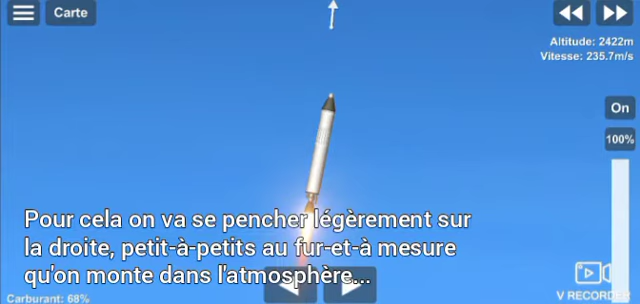 Carte
Altitude: 2422m
Vitesse: 235.7m/s
On
100%
Pour cela on va se pencher légèrement sur
la droite, petit-à-petits au fur-et-à mesure
qu'on monte dans l'atmosphère...
Carburant: 68%
V RECORDER